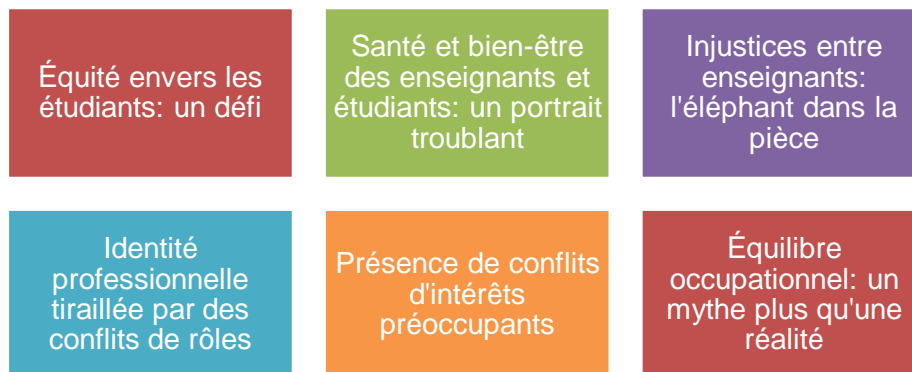 Équité envers les
étudiants: un défi
Santé et bien-être
des enseignants et
étudiants: un portrait
troublant
Injustices entre
enseignants:
l'éléphant dans la
pièce
Identité
professionnelle
tiraillée par des
conflits de rôles
Présence de conflits
d'intérêts
préoccupants
Équilibre
occupationnel: un
mythe plus qu'une
réalité